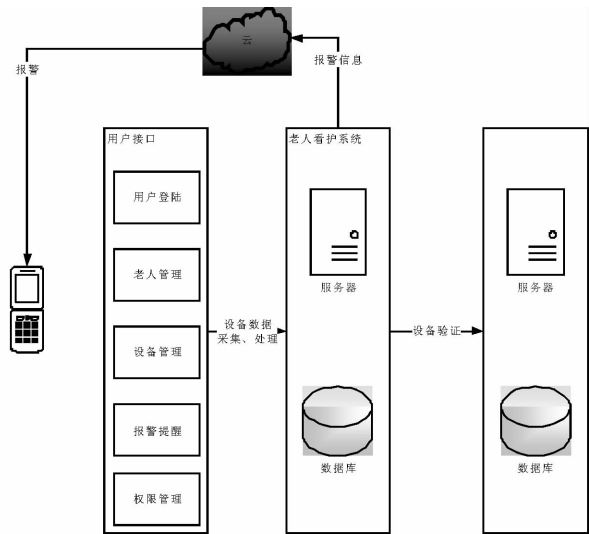 云
报警
报警信息
用户接口
用户登陆
老人管理
设备管理
报警提醒
权限管理
设备数据
采集、处理
老人看护系统
服务器
数据库
设备验证
服务器
数据库